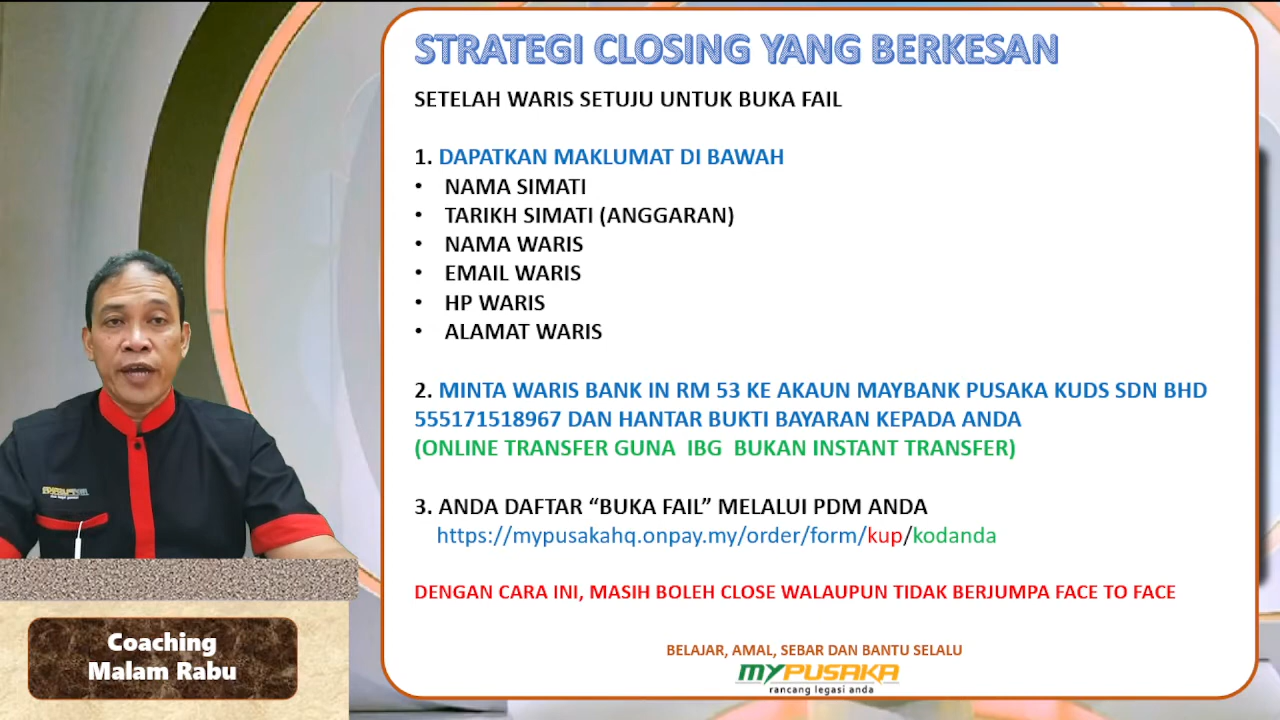 STRATEGI CLOSING YANG BERKESAN
SETELAH WARIS SETUJU UNTUK BUKA FAIL
1. DAPATKAN MAKLUMAT DI BAWAH
• NAMA SIMATI
• TARIKH SIMATI (ANGGARAN)
• NAMA WARIS
• EMAIL WARIS
• HP WARIS
• ALAMAT WARIS
2. MINTA WARIS BANK IN RM 53 KE AKAUN MAYBANK PUSAKA KUDS SDN BHD
555171518967 DAN HANTAR BUKTI BAYARAN KEPADA ANDA
(ONLINE TRANSFER GUNA IBG BUKAN INSTANT TRANSFER)
3. ANDA DAFTAR “BUKA FAIL” MELALUI PDM ANDA
https://mypusakahq.onpay.my/order/form/kup/kodanda
DENGAN CARA INI, MASIH BOLEH CLOSE WALAUPUN TIDAK BERJUMPA FACE TO FACE
BELAJAR, AMAL, SEBAR DAN BANTU SELALU
MYPUSAKA
rancang legasi anda
Coaching
Malam Rabu